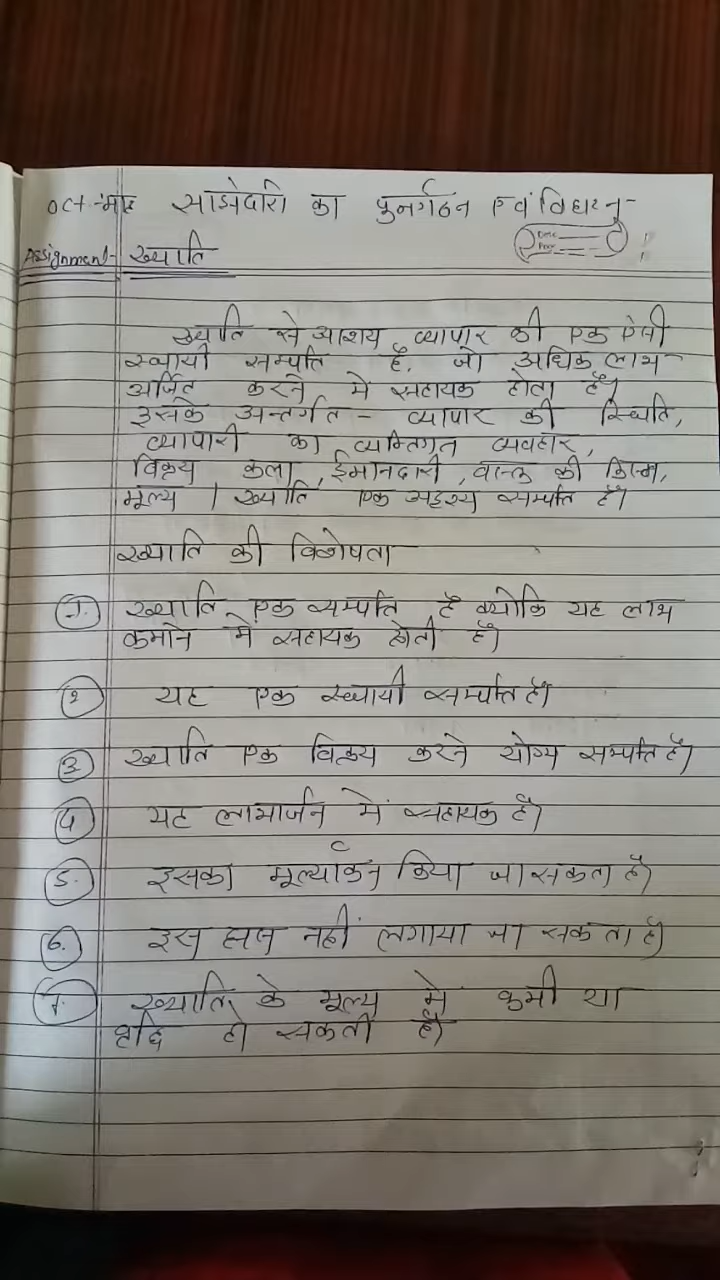 oct-माह साझेदारी का पुनर्गठन एवं विघटन-
Date
Page
Assignment- ख्याति
ख्याति से आशय व्यापार की एक ऐसी
स्थायी सम्पत्ति है, जो अधिक लाभ
अर्जित करने में सहायक होता है।
इसके अन्तर्गत - व्यापार की स्थिति,
व्यापारी का व्यक्तिगत व्यवहार,
विक्रय कला, ईमानदारी, वास्तु की किस्म,
मूल्य । ख्याति एक अदृश्य सम्पत्ति है।
ख्याति की विशेषता
1. ख्याति एक सम्पत्ति है क्योकि यह लाभ
कमाने में सहायक होती है।
2 यह एक स्थायी सम्पत्ति है।
3 ख्याति एक विक्रय करने योग्य सम्पत्ति है।
4 यह लाभार्जन में सहायक है।
5. इसका मूल्यांकन किया जा सकता है।
6. इस नहीं लगाया जा सकता है।
7. ख्याति के मूल्य में कमी या
वृद्धि हो सकती है।